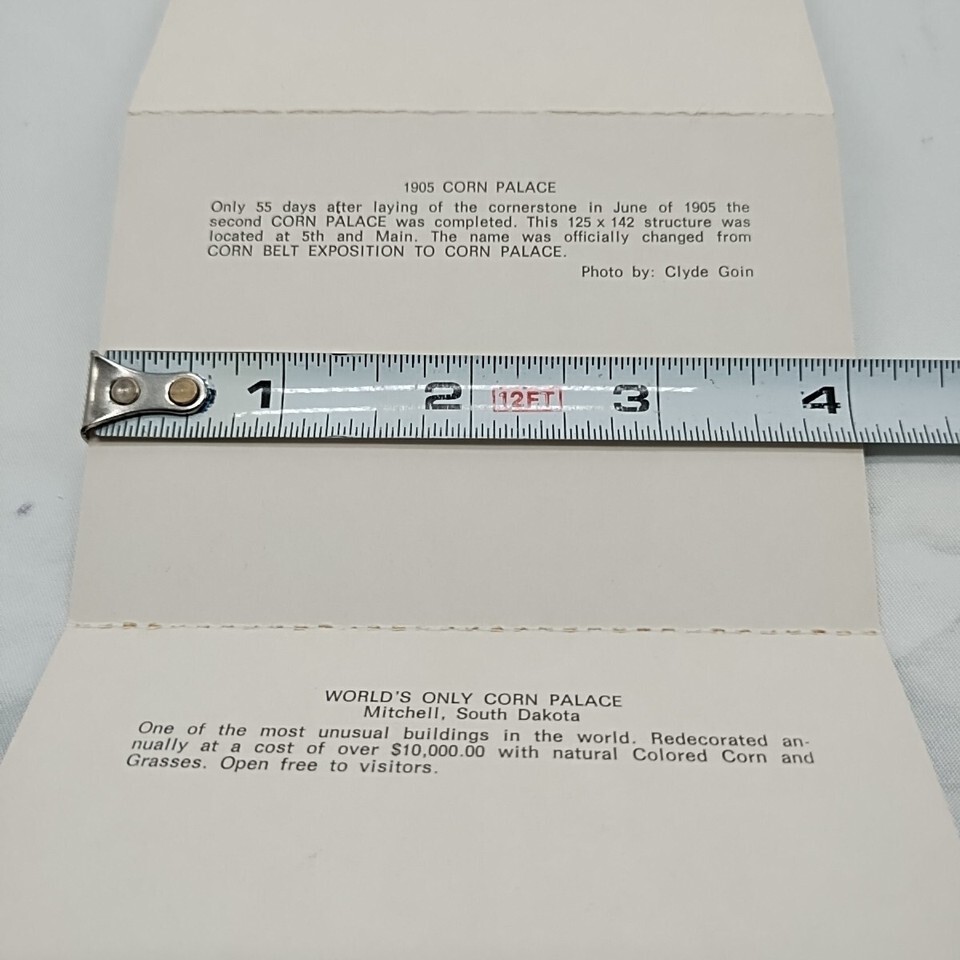 1905 CORN PALACE
Only 55 days after laying of the cornerstone in June of 1905 the
second CORN PALACE was completed. This 125 x 142 structure was
located at 5th and Main. The name was officially changed from
CORN BELT EXPOSITION TO CORN PALACE.
Photo by: Clyde Goin
1 2 12FT 3 4
WORLD'S ONLY CORN PALACE
Mitchell, South Dakota
One of the most unusual buildings in the world. Redecorated an-
nually at a cost of over $10,000.00 with natural Colored Corn and
Grasses. Open free to visitors.